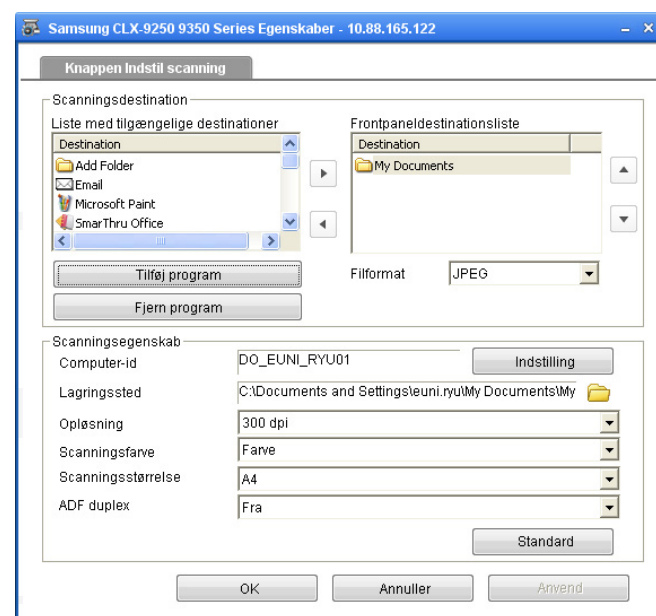 Samsung CLX-9250 9350 Series Egenskaber - 10.88.165.122
Knappen Indstil scanning
Scanningsdestination
Liste med tilgængelige destinationer
Destination
Add Folder
Email
Microsoft Paint
SmarThru Office
Tilføj program
Fjern program
Frontpaneldestinationsliste
Destination
My Documents
Filformat JPEG
Scanningsegenskab
Computer-id DO_EUNI_RYU01 Indstilling
Lagringssted C:\Documents and Settings\euni.ryu\My Documents\My
Opløsning 300 dpi
Scanningsfarve Farve
Scanningsstørrelse A4
ADF duplex Fra
Standard
OK Annuller Anvend